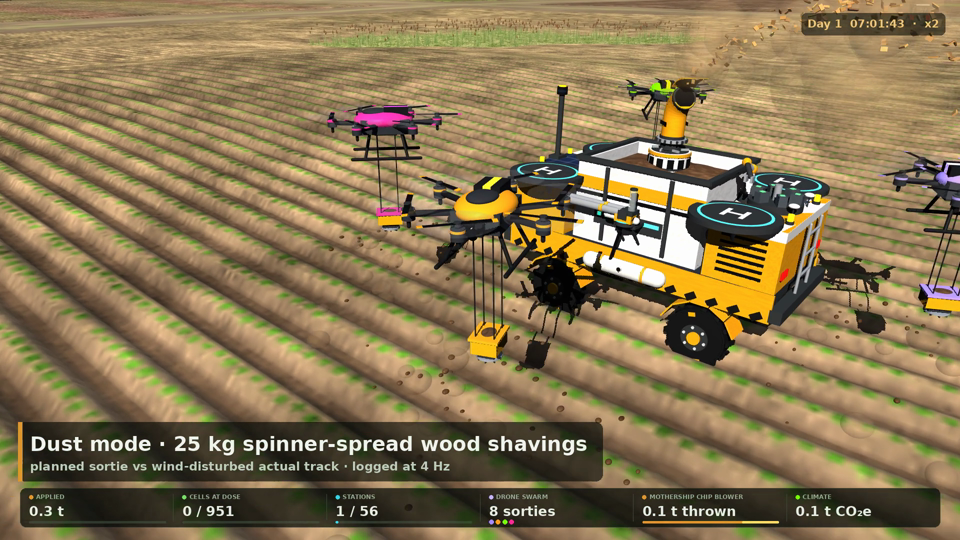 Day 1 07:01:43 · x2
H
H
H
Dust mode · 25 kg spinner-spread wood shavings
planned sortie vs wind-disturbed actual track · logged at 4 Hz
APPLIED
0.3 t
CELLS AT DOSE
0 / 951
STATIONS
1 / 56
DRONE SWARM
8 sorties
MOTHERSHIP CHIP BLOWER
0.1 t thrown
CLIMATE
0.1 t CO₂e